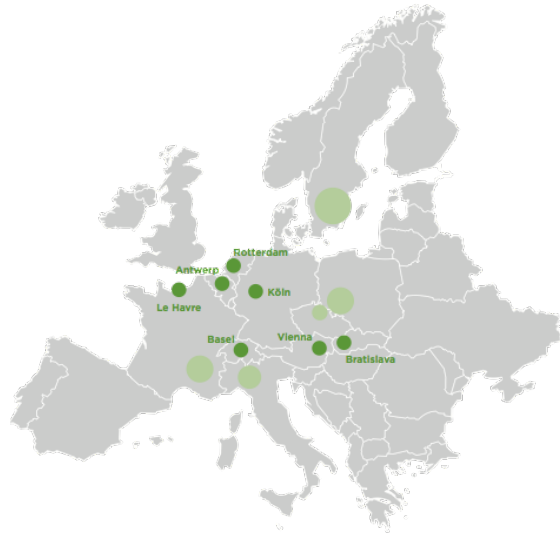 Rotterdam
Antwerp
Köln
Le Havre
Basel
Vienna
Bratislava